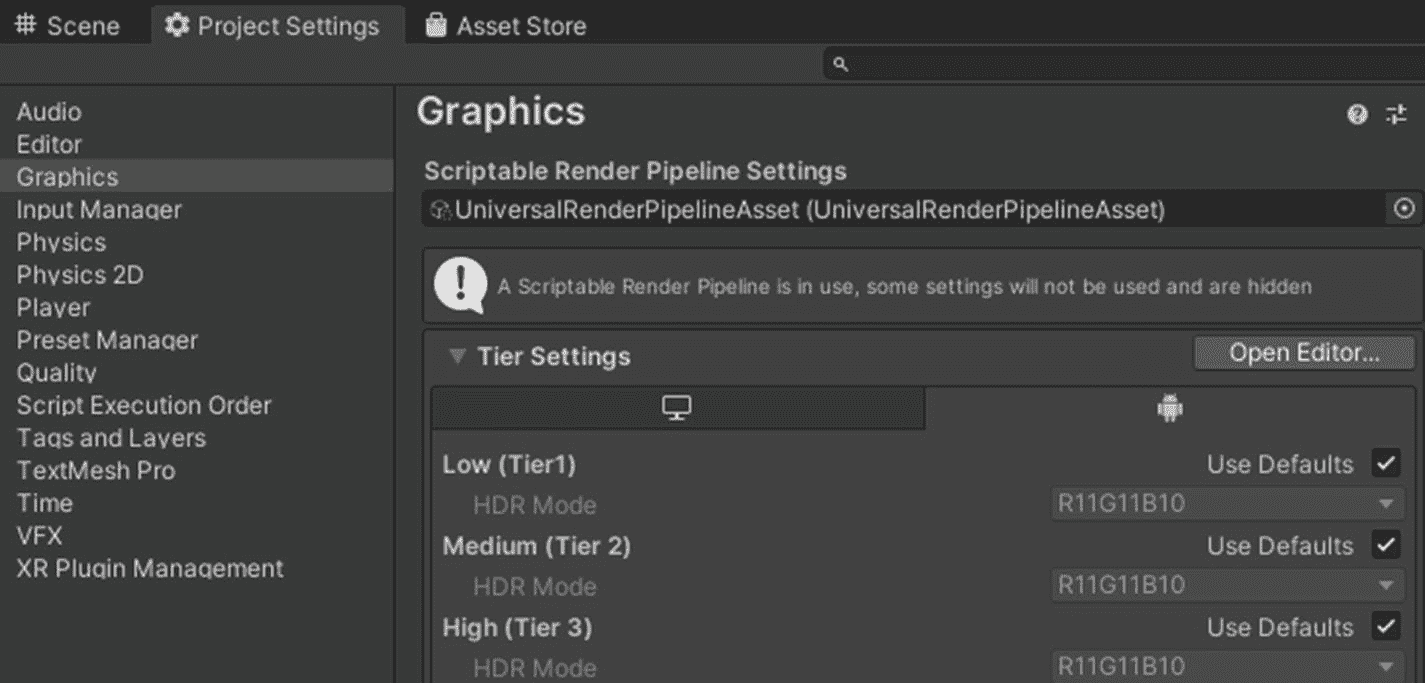 Scene Project Settings Asset Store
Audio
Editor
Graphics
Input Manager
Physics
Physics 2D
Player
Preset Manager
Quality
Script Execution Order
Tags and Layers
TextMesh Pro
Time
VFX
XR Plugin Management
Graphics
Scriptable Render Pipeline Settings
UniversalRenderPipelineAsset (UniversalRenderPipelineAsset)
A Scriptable Render Pipeline is in use, some settings will not be used and are hidden
Tier Settings Open Editor...
Low (Tier1) Use Defaults
HDR Mode R11G11B10
Medium (Tier 2) Use Defaults
HDR Mode R11G11B10
High (Tier 3) Use Defaults
HDR Mode R11G11B10